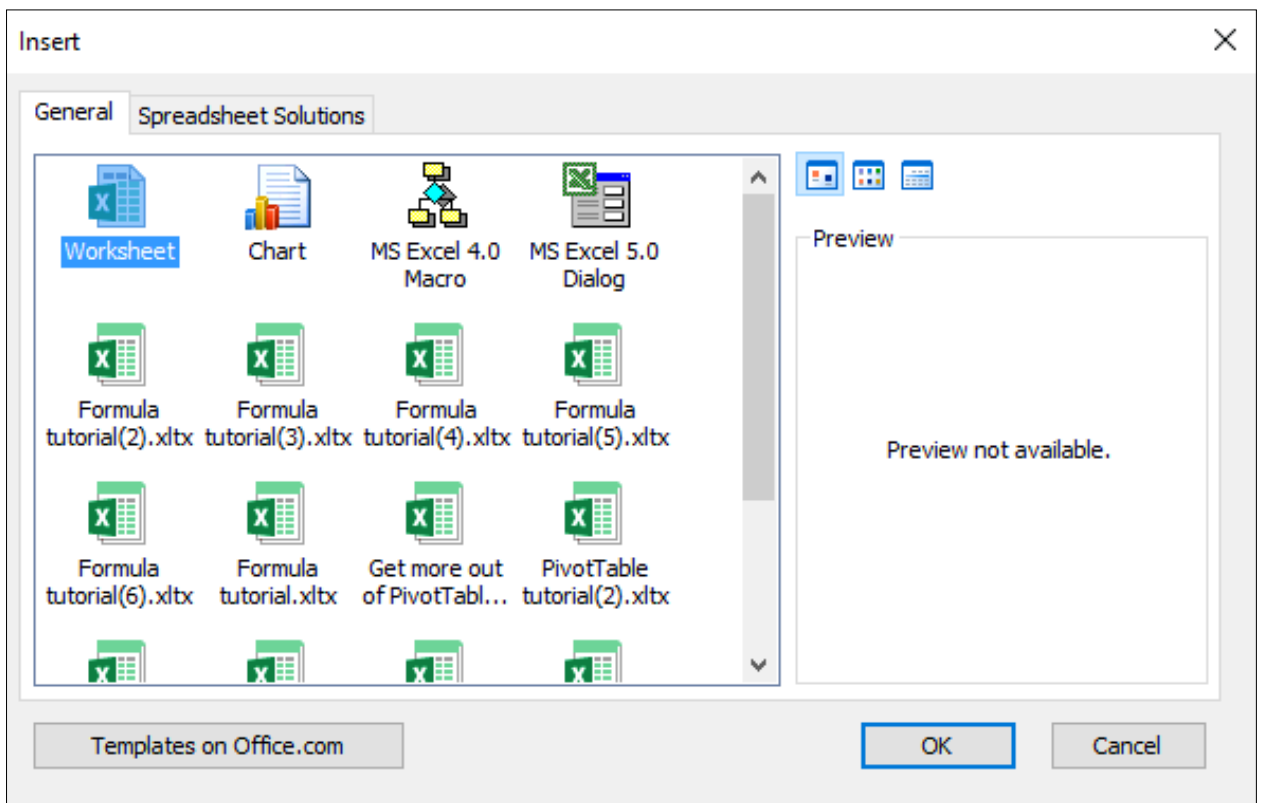 Insert
General
Spreadsheet Solutions
Worksheet
Chart
MS Excel 4.0
Macro
MS Excel 5.0
Dialog
Preview
Formula
tutorial(2).xltx
Formula
tutorial(3).xltx
Formula
tutorial(4).xltx
Formula
tutorial(5).xltx
Preview not available.
Formula
tutorial(6).xltx
Formula
tutorial.xltx
Get more out
of PivotTabl...
PivotTable
tutorial(2).xltx
Templates on Office.com
OK
Cancel